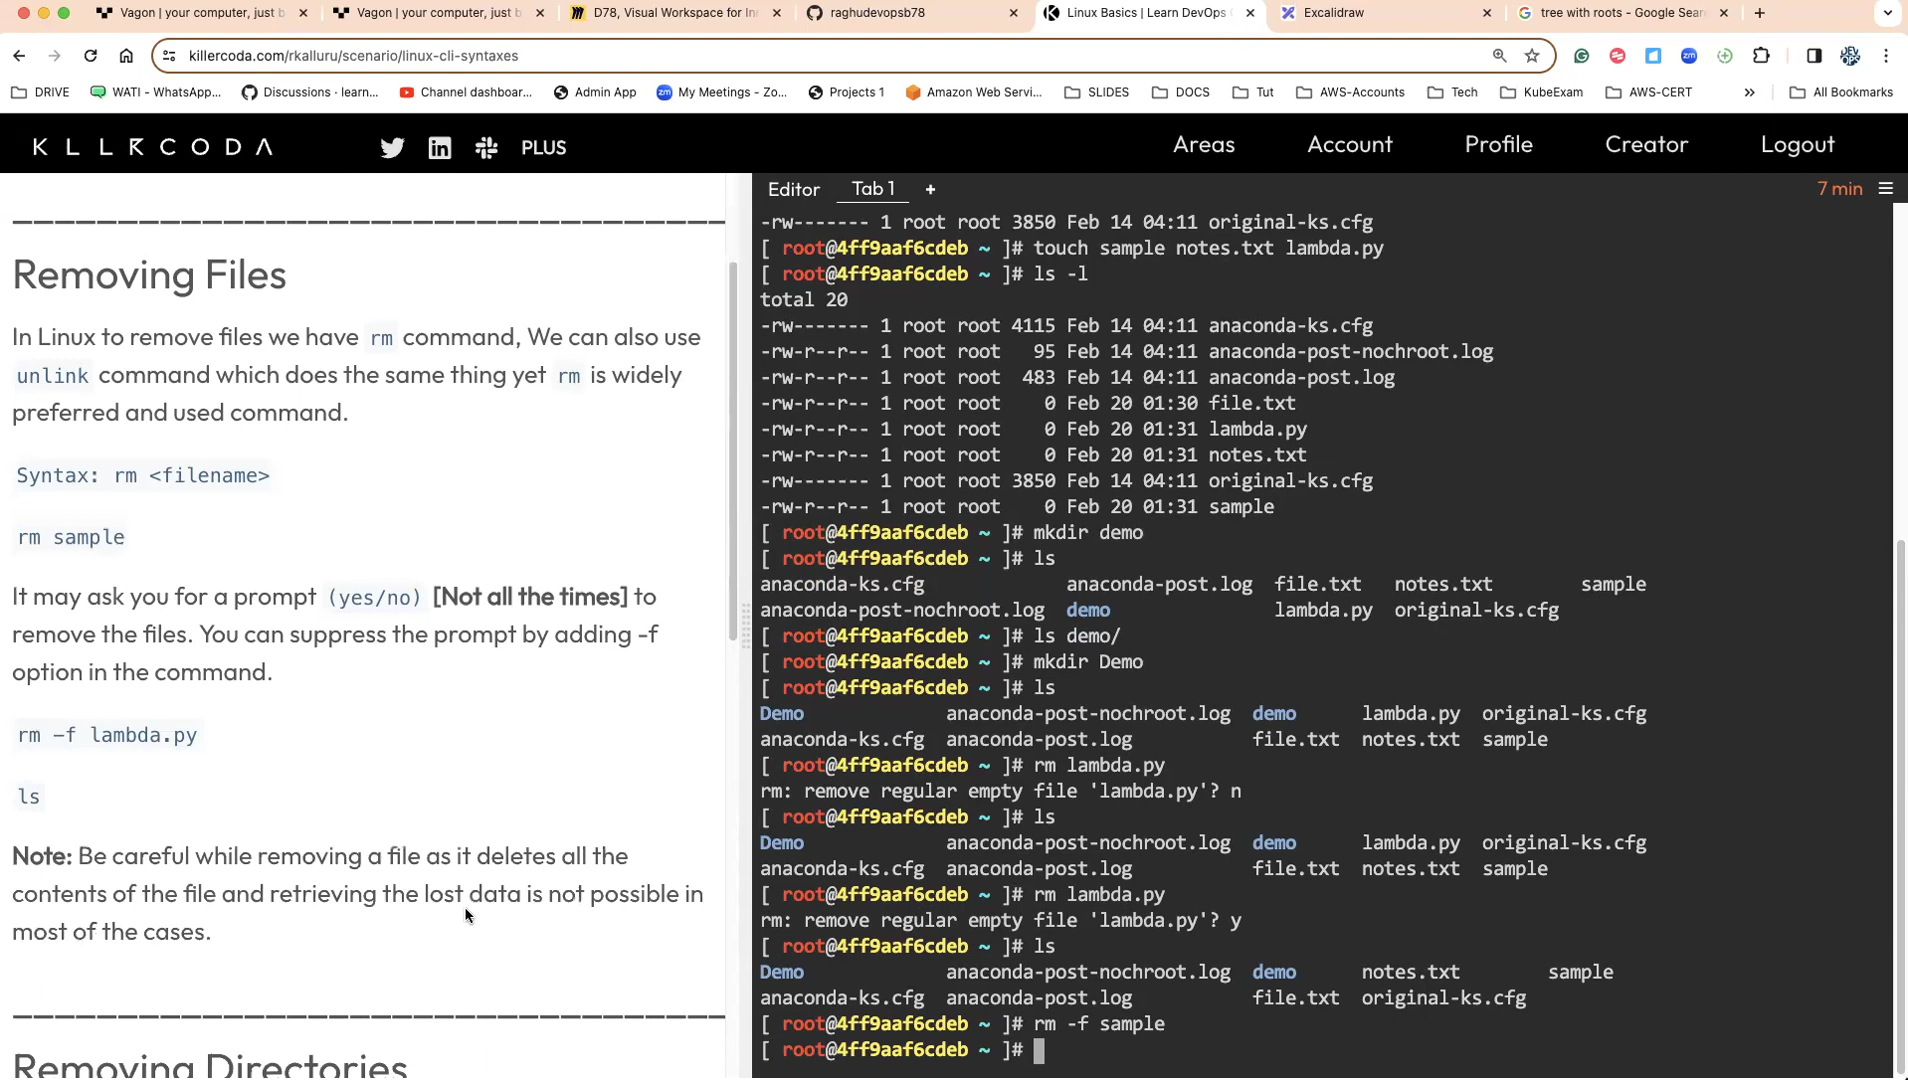 Vagon | your computer, just b
Vagon | your computer, just b
D78, Visual Workspace for Inn
raghudevopsb78
Linux Basics | Learn DevOps
Excalidraw
tree with roots - Google Sear
killercoda.com/rkalluru/scenario/linux-cli-syntaxes
DRIVE
WATI - WhatsApp...
Discussions · learn...
Channel dashboar...
Admin App
My Meetings - Zo...
Projects 1
Amazon Web Servi...
SLIDES
DOCS
Tut
AWS-Accounts
Tech
KubeExam
AWS-CERT
All Bookmarks
KLLRCODA
PLUS
Areas
Account
Profile
Creator
Logout
Removing Files
In Linux to remove files we have rm command, We can also use
unlink command which does the same thing yet rm is widely
preferred and used command.
Syntax: rm <filename>
rm sample
It may ask you for a prompt (yes/no) [Not all the times] to
remove the files. You can suppress the prompt by adding -f
option in the command.
rm -f lambda.py
ls
Note: Be careful while removing a file as it deletes all the
contents of the file and retrieving the lost data is not possible in
most of the cases.
Removing Directories
Editor Tab 1 +
7 min
-rw------- 1 root root 3850 Feb 14 04:11 original-ks.cfg
[ root@4ff9aaf6cdeb ~ ]# touch sample notes.txt lambda.py
[ root@4ff9aaf6cdeb ~ ]# ls -l
total 20
-rw------- 1 root root 4115 Feb 14 04:11 anaconda-ks.cfg
-rw-r--r-- 1 root root 95 Feb 14 04:11 anaconda-post-nochroot.log
-rw-r--r-- 1 root root 483 Feb 14 04:11 anaconda-post.log
-rw-r--r-- 1 root root 0 Feb 20 01:30 file.txt
-rw-r--r-- 1 root root 0 Feb 20 01:31 lambda.py
-rw-r--r-- 1 root root 0 Feb 20 01:31 notes.txt
-rw------- 1 root root 3850 Feb 14 04:11 original-ks.cfg
-rw-r--r-- 1 root root 0 Feb 20 01:31 sample
[ root@4ff9aaf6cdeb ~ ]# mkdir demo
[ root@4ff9aaf6cdeb ~ ]# ls
anaconda-ks.cfg anaconda-post.log file.txt notes.txt sample
anaconda-post-nochroot.log demo lambda.py original-ks.cfg
[ root@4ff9aaf6cdeb ~ ]# ls demo/
[ root@4ff9aaf6cdeb ~ ]# mkdir Demo
[ root@4ff9aaf6cdeb ~ ]# ls
Demo anaconda-post-nochroot.log demo lambda.py original-ks.cfg
anaconda-ks.cfg anaconda-post.log file.txt notes.txt sample
[ root@4ff9aaf6cdeb ~ ]# rm lambda.py
rm: remove regular empty file 'lambda.py'? n
[ root@4ff9aaf6cdeb ~ ]# ls
Demo anaconda-post-nochroot.log demo lambda.py original-ks.cfg
anaconda-ks.cfg anaconda-post.log file.txt notes.txt sample
[ root@4ff9aaf6cdeb ~ ]# rm lambda.py
rm: remove regular empty file 'lambda.py'? y
[ root@4ff9aaf6cdeb ~ ]# ls
Demo anaconda-post-nochroot.log demo notes.txt sample
anaconda-ks.cfg anaconda-post.log file.txt original-ks.cfg
[ root@4ff9aaf6cdeb ~ ]# rm -f sample
[ root@4ff9aaf6cdeb ~ ]#